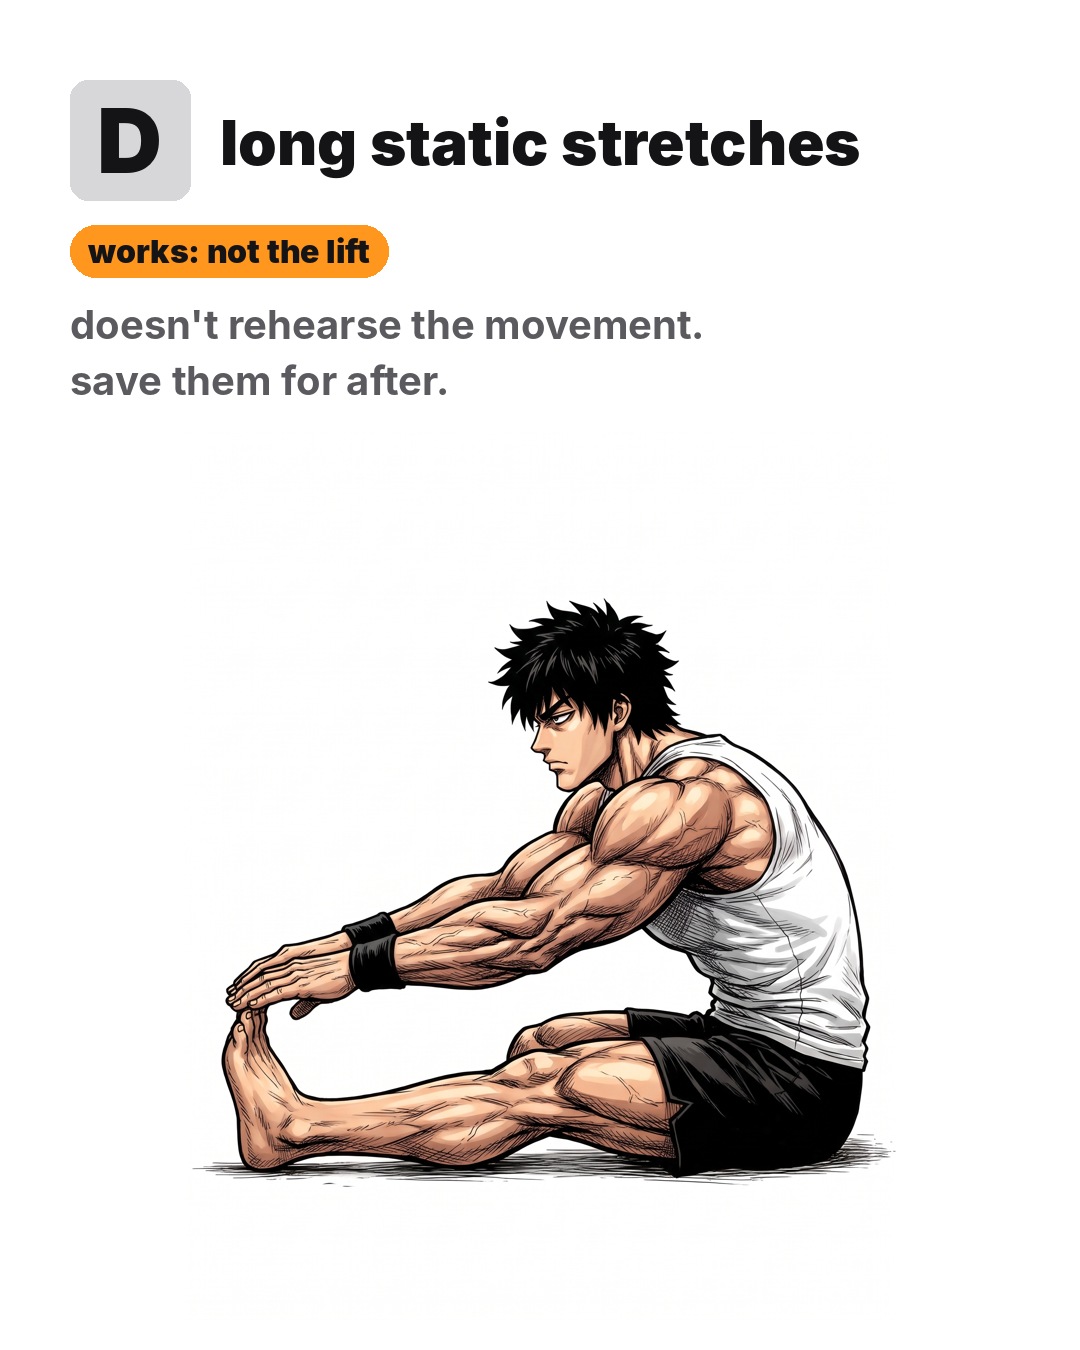 D long static stretches
works: not the lift
doesn't rehearse the movement.
save them for after.